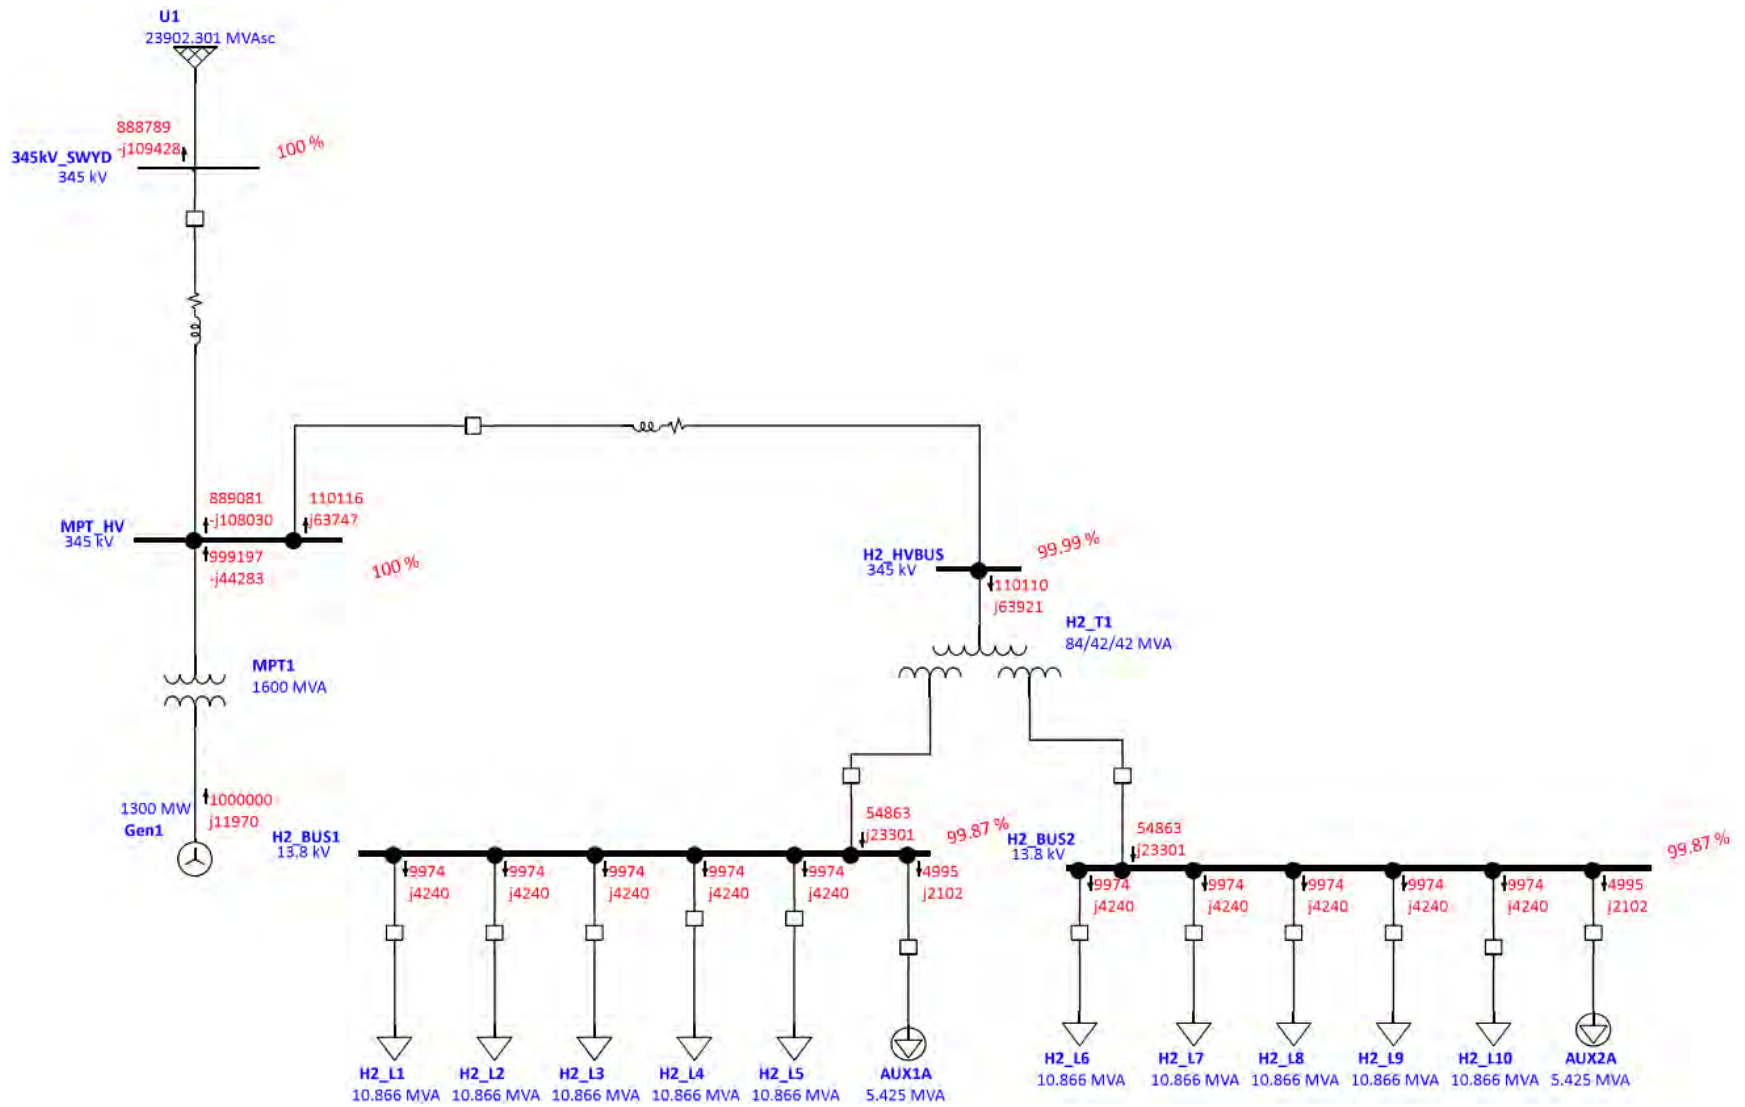 U1
23902.301 MVAsc
888789
-j109428
100 %
345kV_SWYD
345 kV
889081
-j108030
110116
j63747
MPT_HV
345 kV
999197
-j44283
100 %
H2_HVBUS
345 kV
99.99 %
110110
j63921
H2_T1
84/42/42 MVA
MPT1
1600 MVA
1300 MW
Gen1
1000000
j11970
H2_BUS1
13.8 kV
54863
j23301
99.87 %
H2_BUS2
13.8 kV
54863
j23301
99.87 %
9974
j4240
9974
j4240
9974
j4240
9974
j4240
9974
j4240
4995
j2102
9974
j4240
9974
j4240
9974
j4240
9974
j4240
9974
j4240
4995
j2102
H2_L1
10.866 MVA
H2_L2
10.866 MVA
H2_L3
10.866 MVA
H2_L4
10.866 MVA
H2_L5
10.866 MVA
AUX1A
5.425 MVA
H2_L6
10.866 MVA
H2_L7
10.866 MVA
H2_L8
10.866 MVA
H2_L9
10.866 MVA
H2_L10
10.866 MVA
AUX2A
5.425 MVA